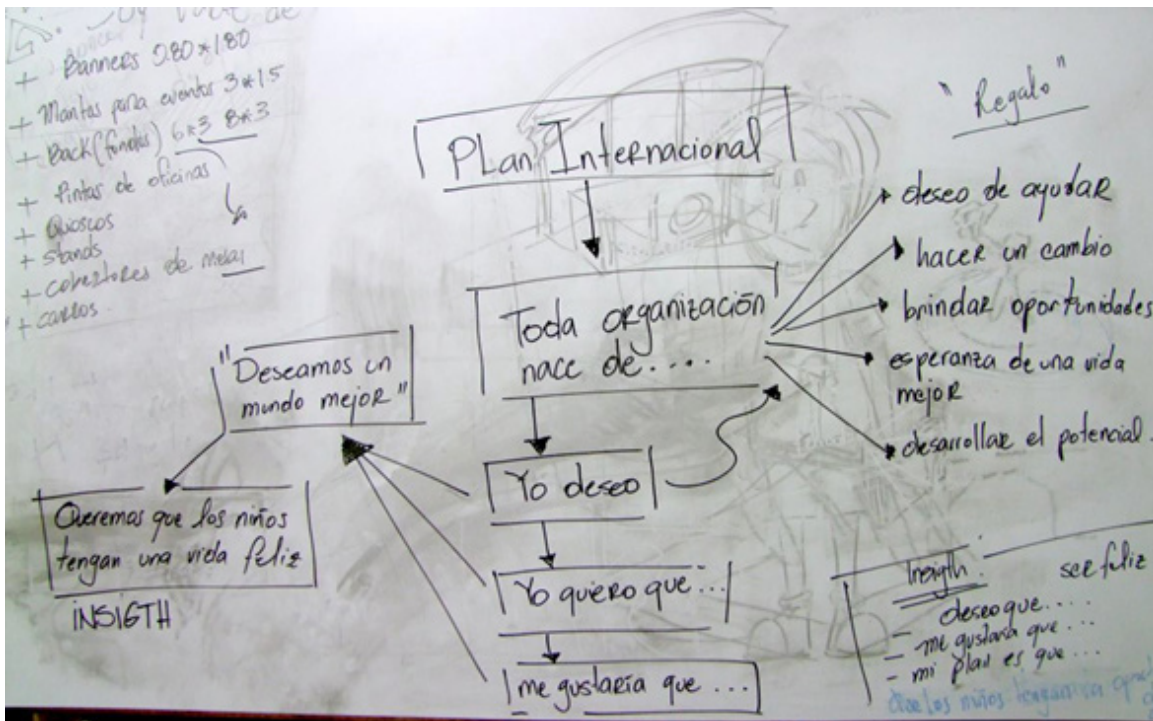 + Banners 0.80*1.80
+ Mantas para eventos 3*1.5
+ Back (fondos) 6*3 8*3
+ Pintas de oficinas
+ Quioscos
+ stands
+ cobertores de metal
+ carros
Plan Internacional
Toda organización
nace de....
Yo deseo
Yo quiero que...
me gustaría que ...
"Deseamos un
mundo mejor"
Queremos que los niños
tengan una vida feliz
INSIGTH
"Regalo"
deseo de ayudar
hacer un cambio
brindar oportunidades
esperanza de una vida
mejor
desarrollar el potencial.
Insigth: ser feliz
- deseo que....
- me gustaría que ...
- mi plan es que ...
los niños tengan